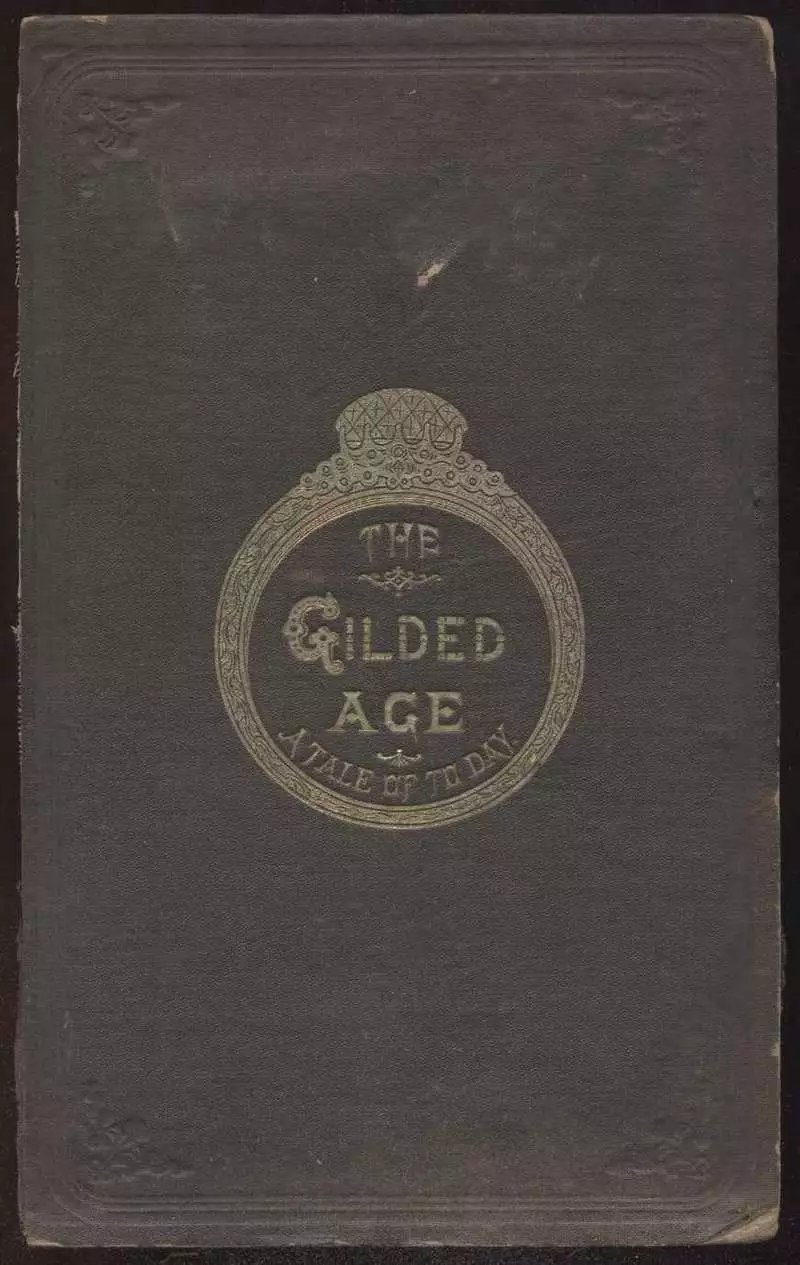 THE
GILDED
AGE
A TALE OF TO DAY